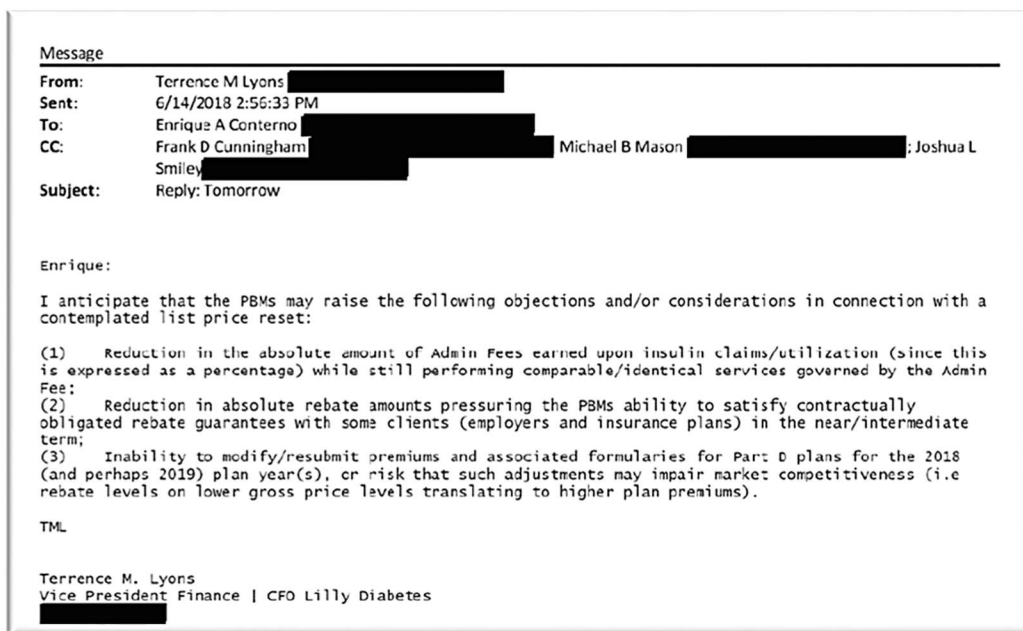 Message
From: Terrence M Lyons
Sent: 6/14/2018 2:56:33 PM
To: Enrique A Conterno
CC: Frank D Cunningham Michael B Mason ; Joshua L
Smiley
Subject: Reply: Tomorrow
Enrique:
I anticipate that the PBMs may raise the following objections and/or considerations in connection with a
contemplated list price reset:
(1) Reduction in the absolute amount of Admin Fees earned upon insulin claims/utilization (since this
is expressed as a percentage) while still performing comparable/identical services governed by the Admin
Fee;
(2) Reduction in absolute rebate amounts pressuring the PBMs ability to satisfy contractually
obligated rebate guarantees with some clients (employers and insurance plans) in the near/intermediate
term;
(3) Inability to modify/resubmit premiums and associated formularies for Part D plans for the 2018
(and perhaps 2019) plan year(s), or risk that such adjustments may impair market competitiveness (i.e
rebate levels on lower gross price levels translating to higher plan premiums).
TML
Terrence M. Lyons
Vice President Finance | CFO Lilly Diabetes